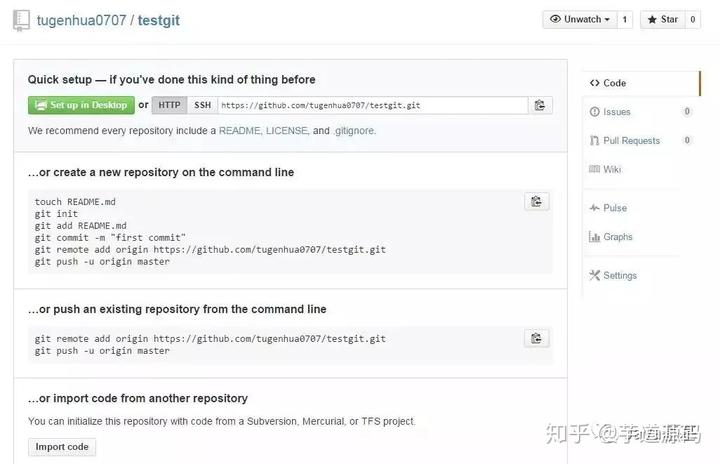 tugenhua0707 / testgit
Unwatch 1 Star 0
Quick setup — if you've done this kind of thing before
Set up in Desktop or HTTP SSH https://github.com/tugenhua0707/testgit.git
We recommend every repository include a README, LICENSE, and .gitignore.
…or create a new repository on the command line
touch README.md
git init
git add README.md
git commit -m "first commit"
git remote add origin https://github.com/tugenhua0707/testgit.git
git push -u origin master
…or push an existing repository from the command line
git remote add origin https://github.com/tugenhua0707/testgit.git
git push -u origin master
…or import code from another repository
You can initialize this repository with code from a Subversion, Mercurial, or TFS project.
Import code
Code
Issues 0
Pull Requests 0
Wiki
Pulse
Graphs
Settings
知乎 @芋道源码